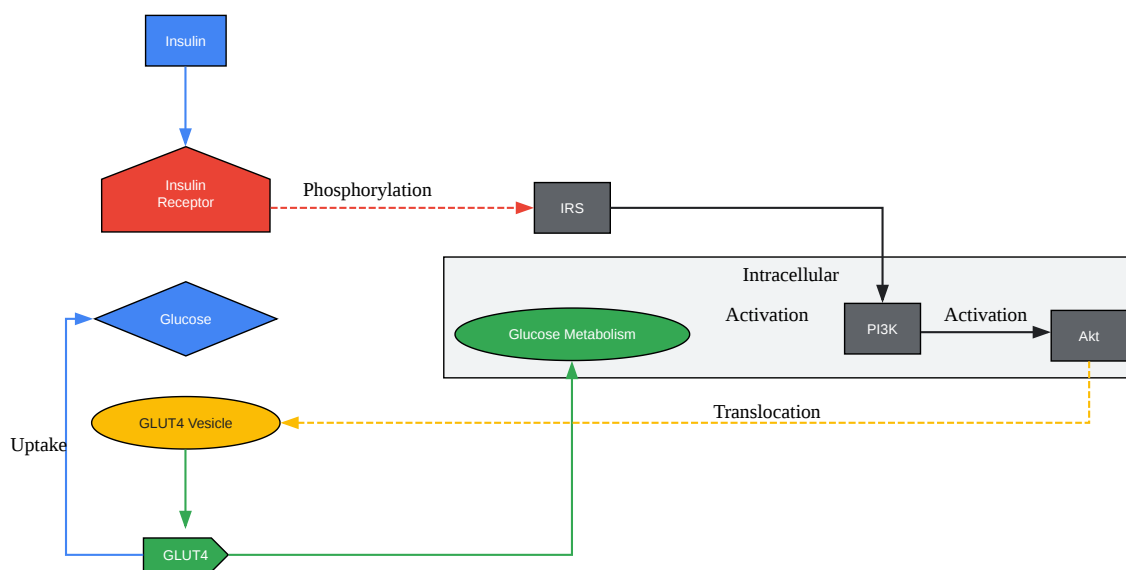 Insulin
Insulin
Receptor
Phosphorylation
IRS
Intracellular
Glucose
Glucose Metabolism
Activation
PI3K
Activation
Akt
GLUT4 Vesicle
Translocation
Uptake
GLUT4